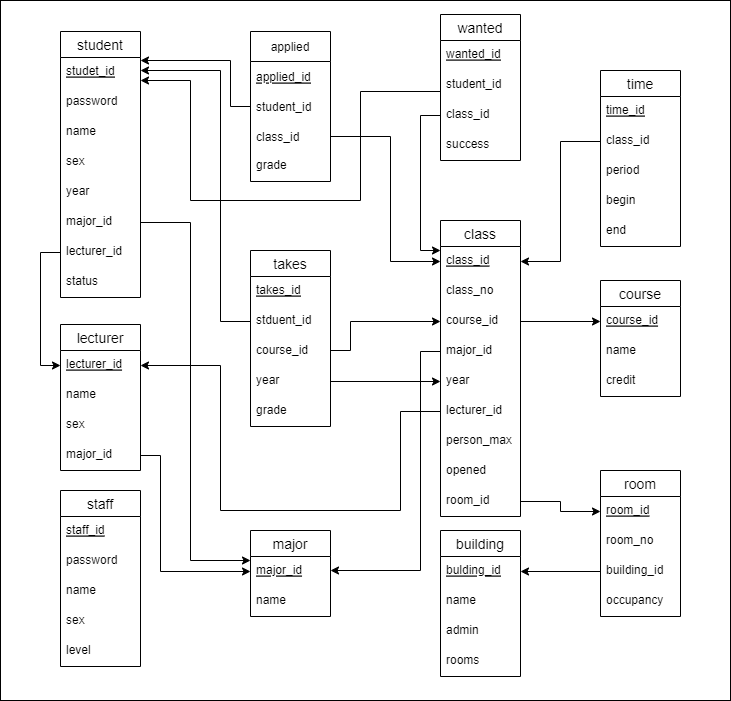 student
studet_id
password
name
sex
year
major_id
lecturer_id
status
lecturer
lecturer_id
name
sex
major_id
staff
staff_id
password
name
sex
level
applied
applied_id
student_id
class_id
grade
takes
takes_id
stduent_id
course_id
year
grade
major
major_id
name
wanted
wanted_id
student_id
class_id
success
class
class_id
class_no
course_id
major_id
year
lecturer_id
person_max
opened
room_id
building
bulding_id
name
admin
rooms
time
time_id
class_id
period
begin
end
course
course_id
name
credit
room
room_id
room_no
building_id
occupancy